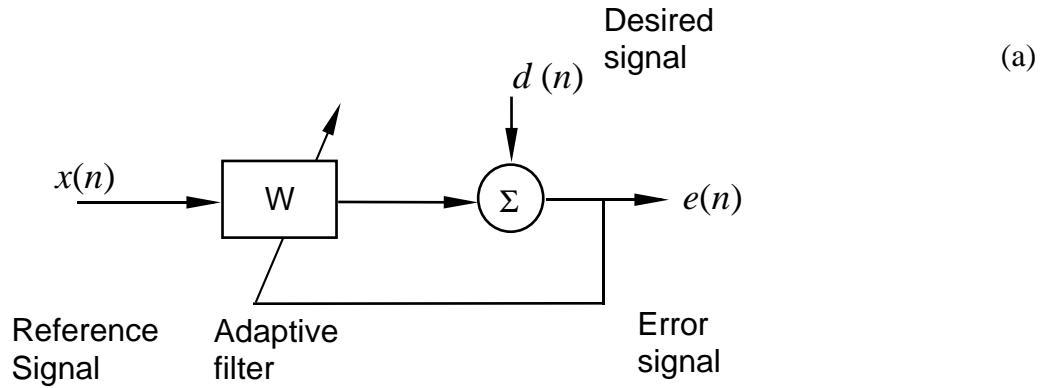 Desired
signal
(a)
d (n)
x(n)
W
Σ
e(n)
Reference
Signal
Adaptive
filter
Error
signal